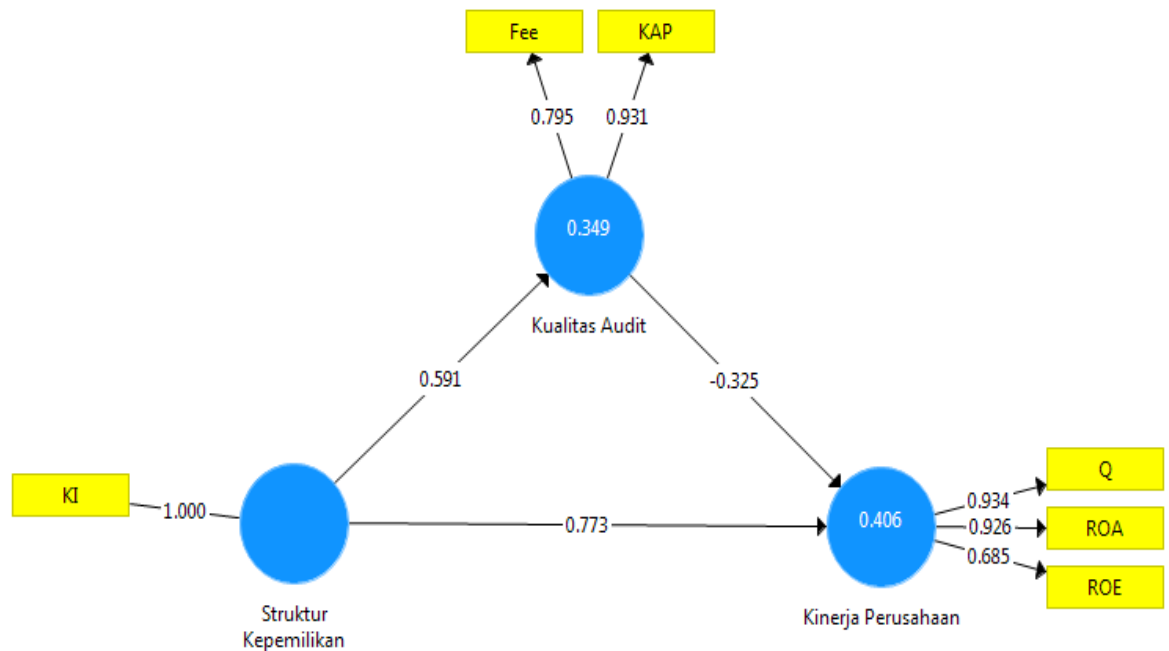 Fee
KAP
0.795
0.931
0.349
Kualitas Audit
0.591
-0.325
KI
1.000
0.773
0.406
Q
0.934
0.926
ROA
0.685
ROE
Struktur
Kepemilikan
Kinerja Perusahaan